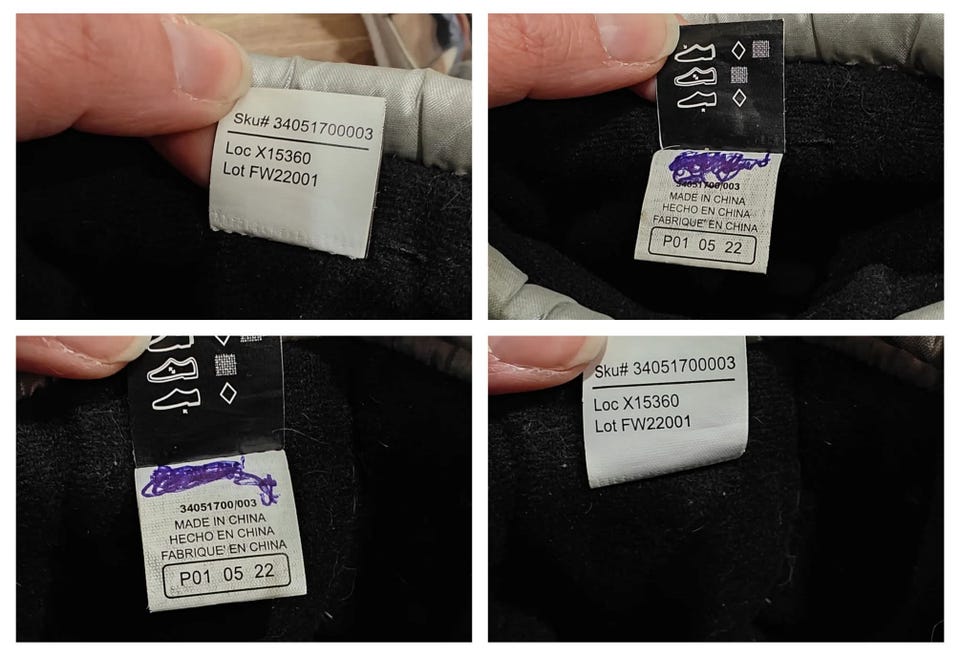 Sku# 34051700003
Loc X15360
Lot FW22001
34051700/003
MADE IN CHINA
HECHO EN CHINA
FABRIQUE' EN CHINA
P01 05 22
34051700/003
MADE IN CHINA
HECHO EN CHINA
FABRIQUE' EN CHINA
P01 05 22
Sku# 34051700003
Loc X15360
Lot FW22001